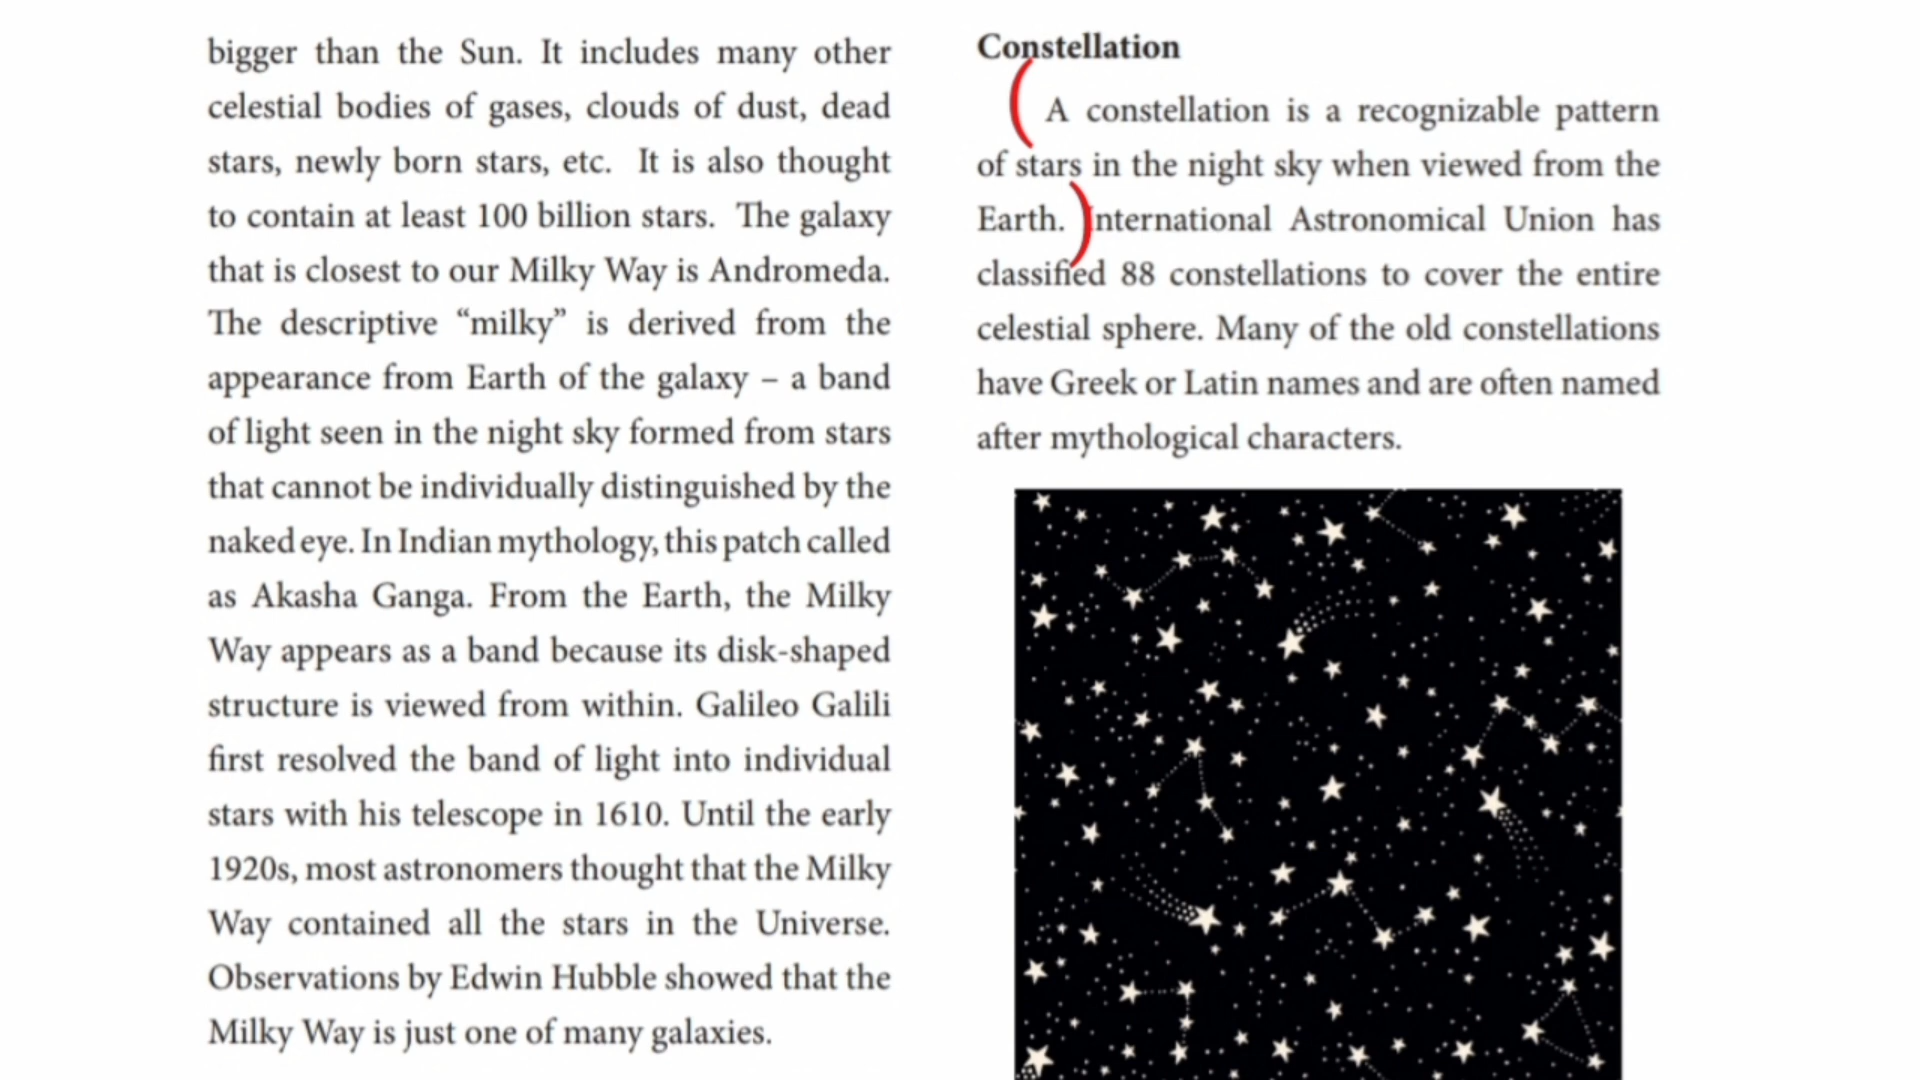 bigger than the Sun. It includes many other
celestial bodies of gases, clouds of dust, dead
stars, newly born stars, etc. It is also thought
to contain at least 100 billion stars. The galaxy
that is closest to our Milky Way is Andromeda.
The descriptive “milky” is derived from the
appearance from Earth of the galaxy – a band
of light seen in the night sky formed from stars
that cannot be individually distinguished by the
naked eye. In Indian mythology, this patch called
as Akasha Ganga. From the Earth, the Milky
Way appears as a band because its disk-shaped
structure is viewed from within. Galileo Galili
first resolved the band of light into individual
stars with his telescope in 1610. Until the early
1920s, most astronomers thought that the Milky
Way contained all the stars in the Universe.
Observations by Edwin Hubble showed that the
Milky Way is just one of many galaxies.
Constellation
A constellation is a recognizable pattern
of stars in the night sky when viewed from the
Earth. International Astronomical Union has
classified 88 constellations to cover the entire
celestial sphere. Many of the old constellations
have Greek or Latin names and are often named
after mythological characters.